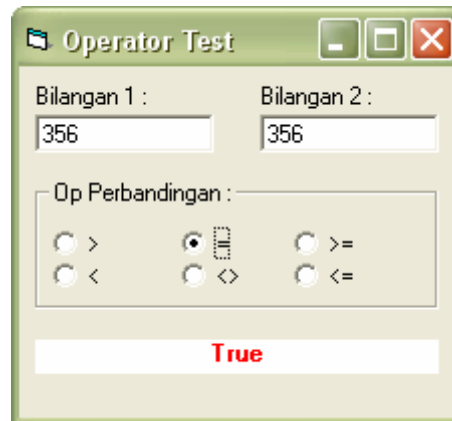 Operator Test
Bilangan 1 : Bilangan 2 :
356 356
Op Perbandingan :
> = >=
< <> <=
True